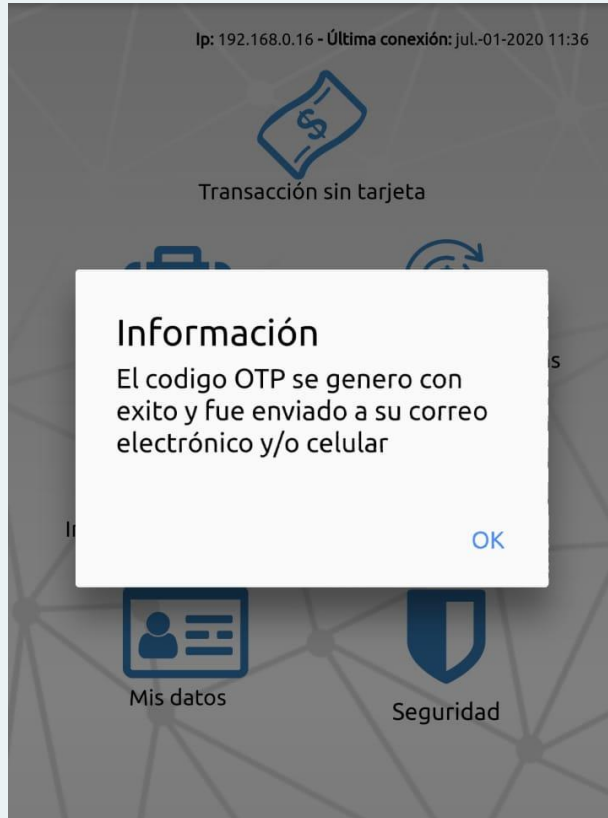 Ip: 192.168.0.16 - Última conexión: jul.-01-2020 11:36
Transacción sin tarjeta
Información
El codigo OTP se genero con
exito y fue enviado a su correo
electrónico y/o celular
OK
Mis datos
Seguridad